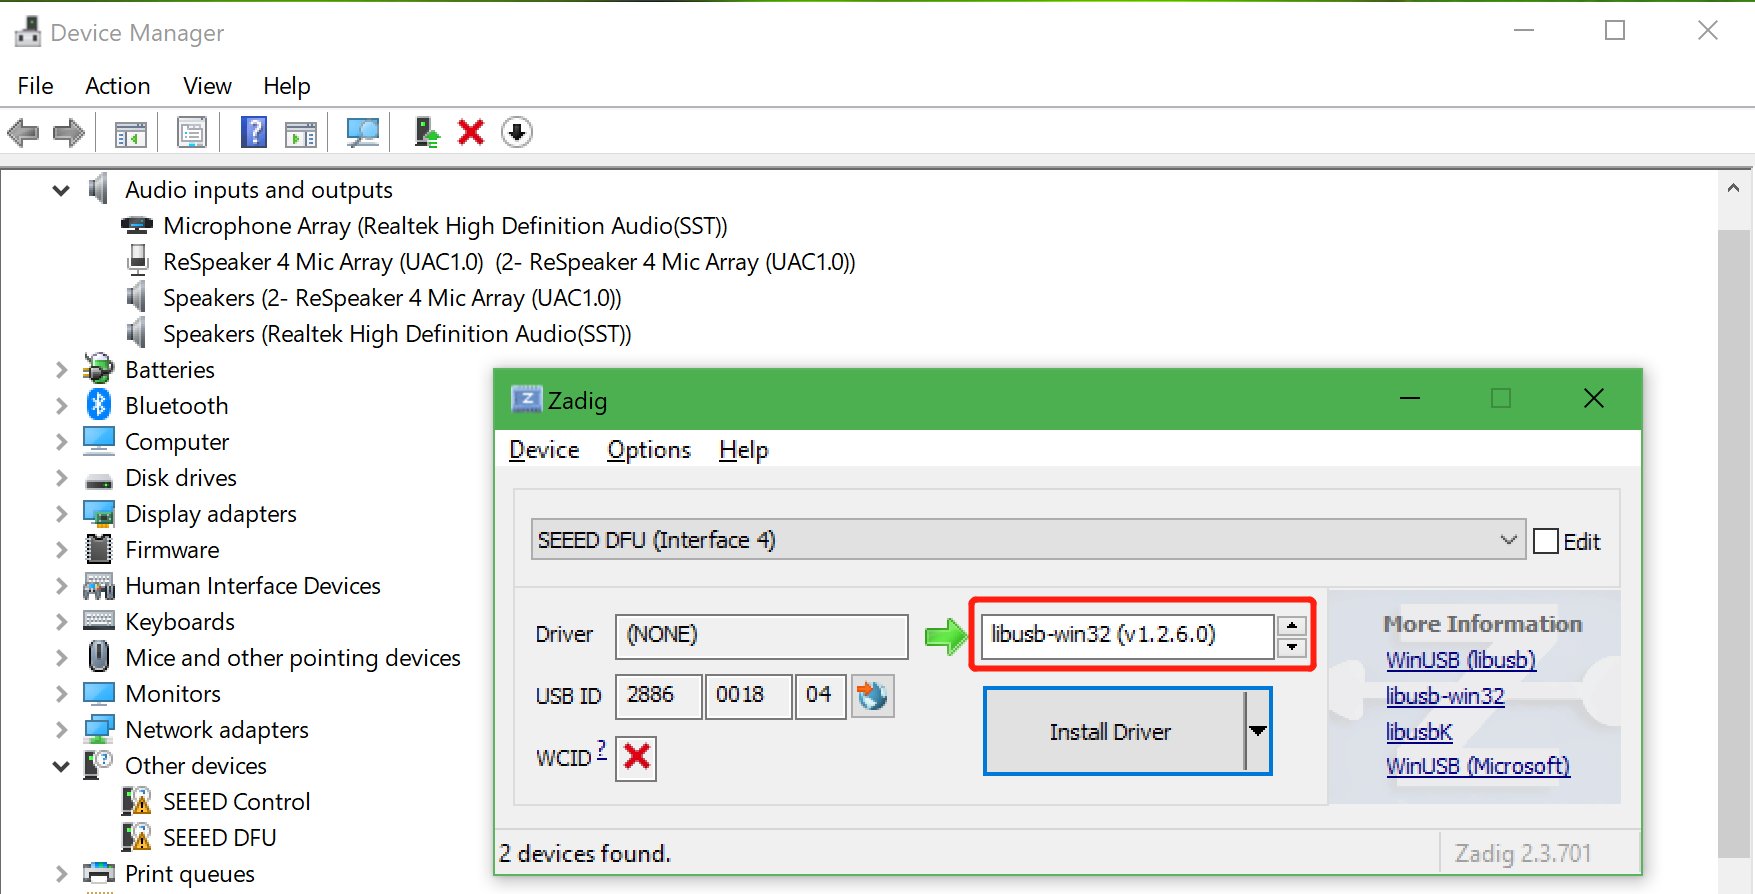 Device Manager
File Action View Help
Audio inputs and outputs
Microphone Array (Realtek High Definition Audio(SST))
ReSpeaker 4 Mic Array (UAC1.0) (2- ReSpeaker 4 Mic Array (UAC1.0))
Speakers (2- ReSpeaker 4 Mic Array (UAC1.0))
Speakers (Realtek High Definition Audio(SST))
Batteries
Bluetooth
Computer
Disk drives
Display adapters
Firmware
Human Interface Devices
Keyboards
Mice and other pointing devices
Monitors
Network adapters
Other devices
SEEED Control
SEEED DFU
Print queues
Zadig
Device Options Help
SEEED DFU (Interface 4) Edit
Driver (NONE) libusb-win32 (v1.2.6.0)
USB ID 2886 0018 04
WCID ?
Install Driver
More Information
WinUSB (libusb)
libusb-win32
libusbK
WinUSB (Microsoft)
2 devices found. Zadig 2.3.701